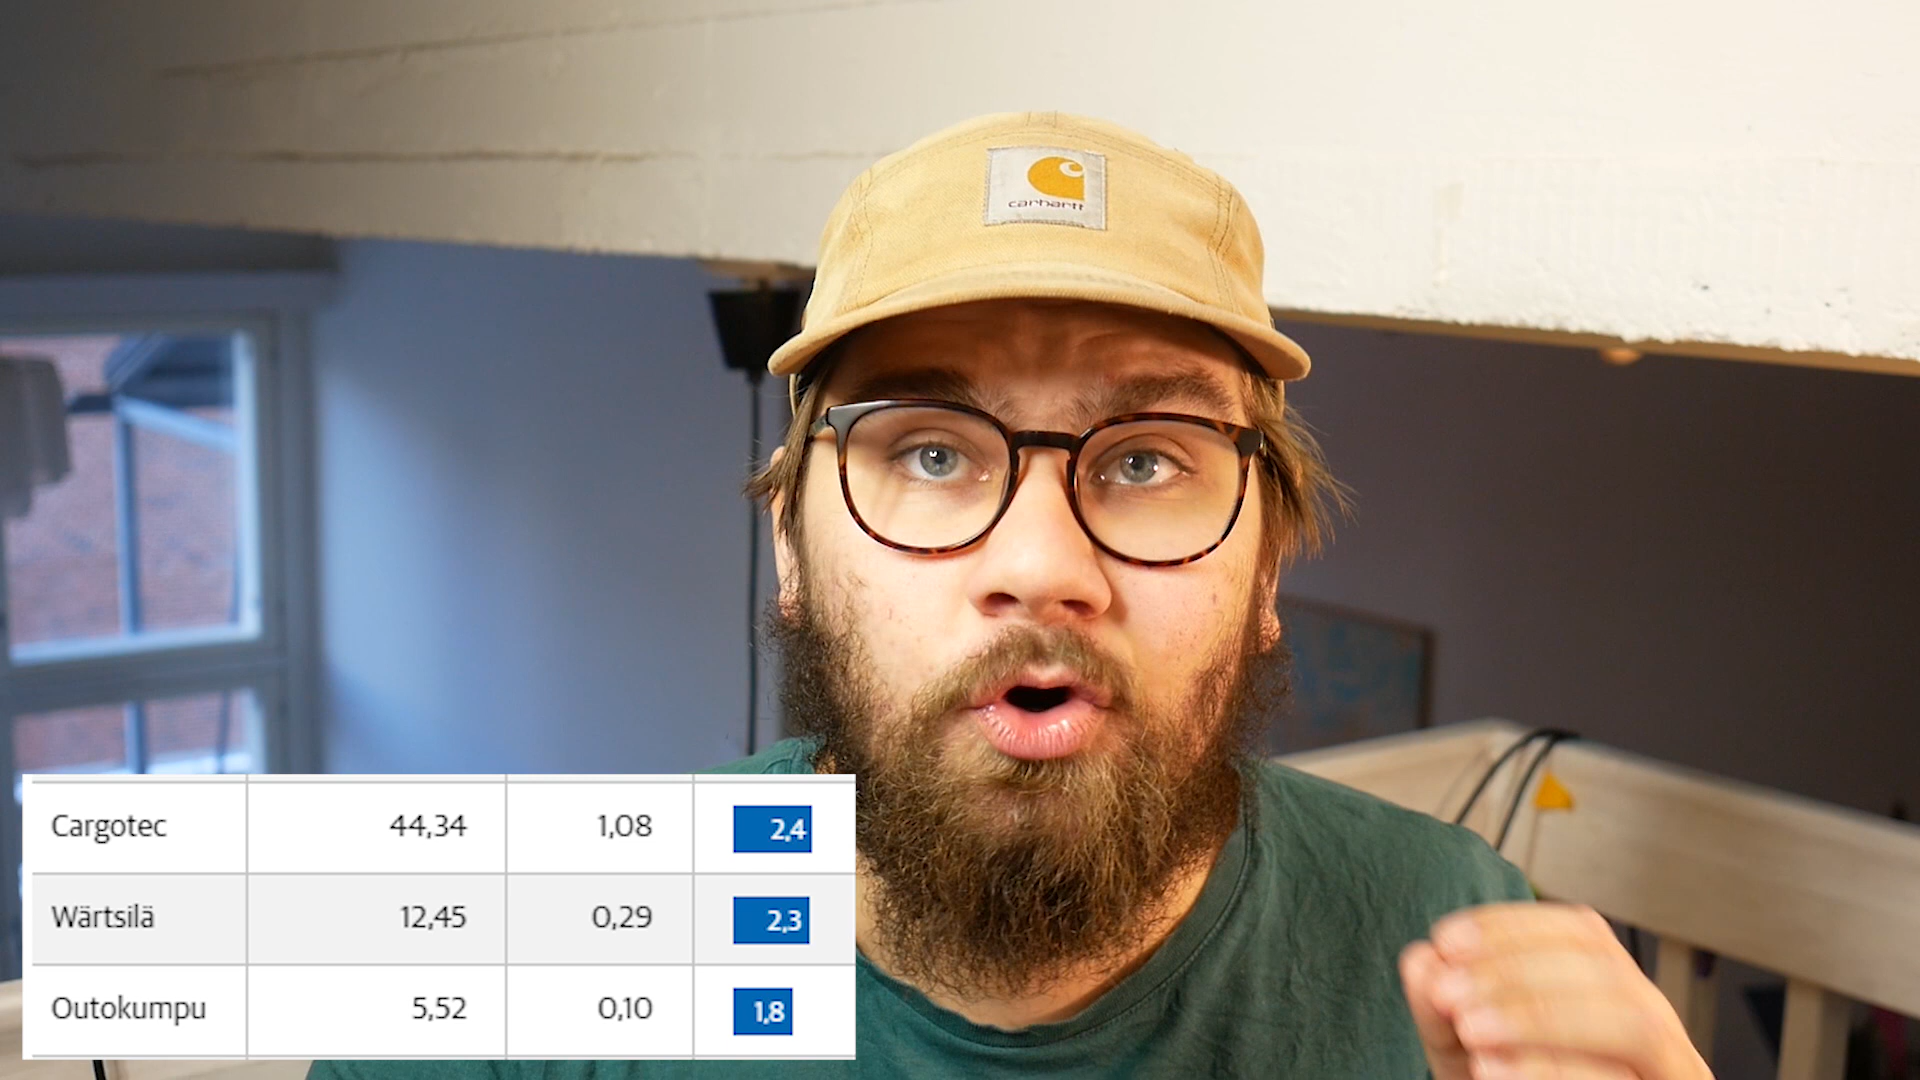 carhartt
Cargotec 44,34 1,08 2,4
Wärtsilä 12,45 0,29 2,3
Outokumpu 5,52 0,10 1,8